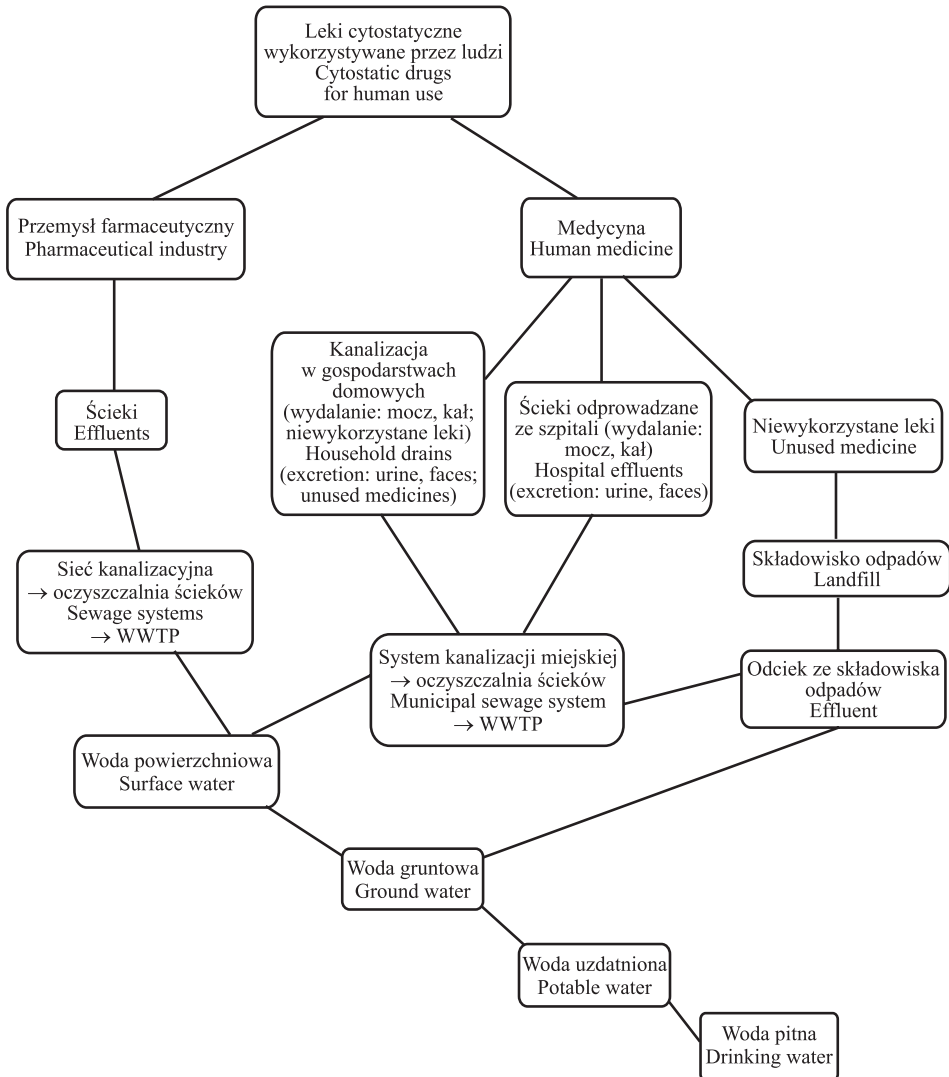 Leki cytostatyczne
wykorzystywane przez ludzi
Cytostatic drugs
for human use
Przemysł farmaceutyczny
Pharmaceutical industry
Medycyna
Human medicine
Kanalizacja
w gospodarstwach
domowych
(wydalanie: mocz, kał;
niewykorzystane leki)
Household drains
(excretion: urine, faces;
unused medicines)
Ścieki odprowadzane
ze szpitali (wydalanie:
mocz, kał)
Hospital effluents
(excretion: urine, faces)
Niewykorzystane leki
Unused medicine
Ścieki
Effluents
Sieć kanalizacyjna
→ oczyszczalnia ścieków
Sewage systems
→ WWTP
Składowisko odpadów
Landfill
System kanalizacji miejskiej
→ oczyszczalnia ścieków
Municipal sewage system
→ WWTP
Odciek ze składowiska
odpadów
Effluent
Woda powierzchniowa
Surface water
Woda gruntowa
Ground water
Woda uzdatniona
Potable water
Woda pitna
Drinking water